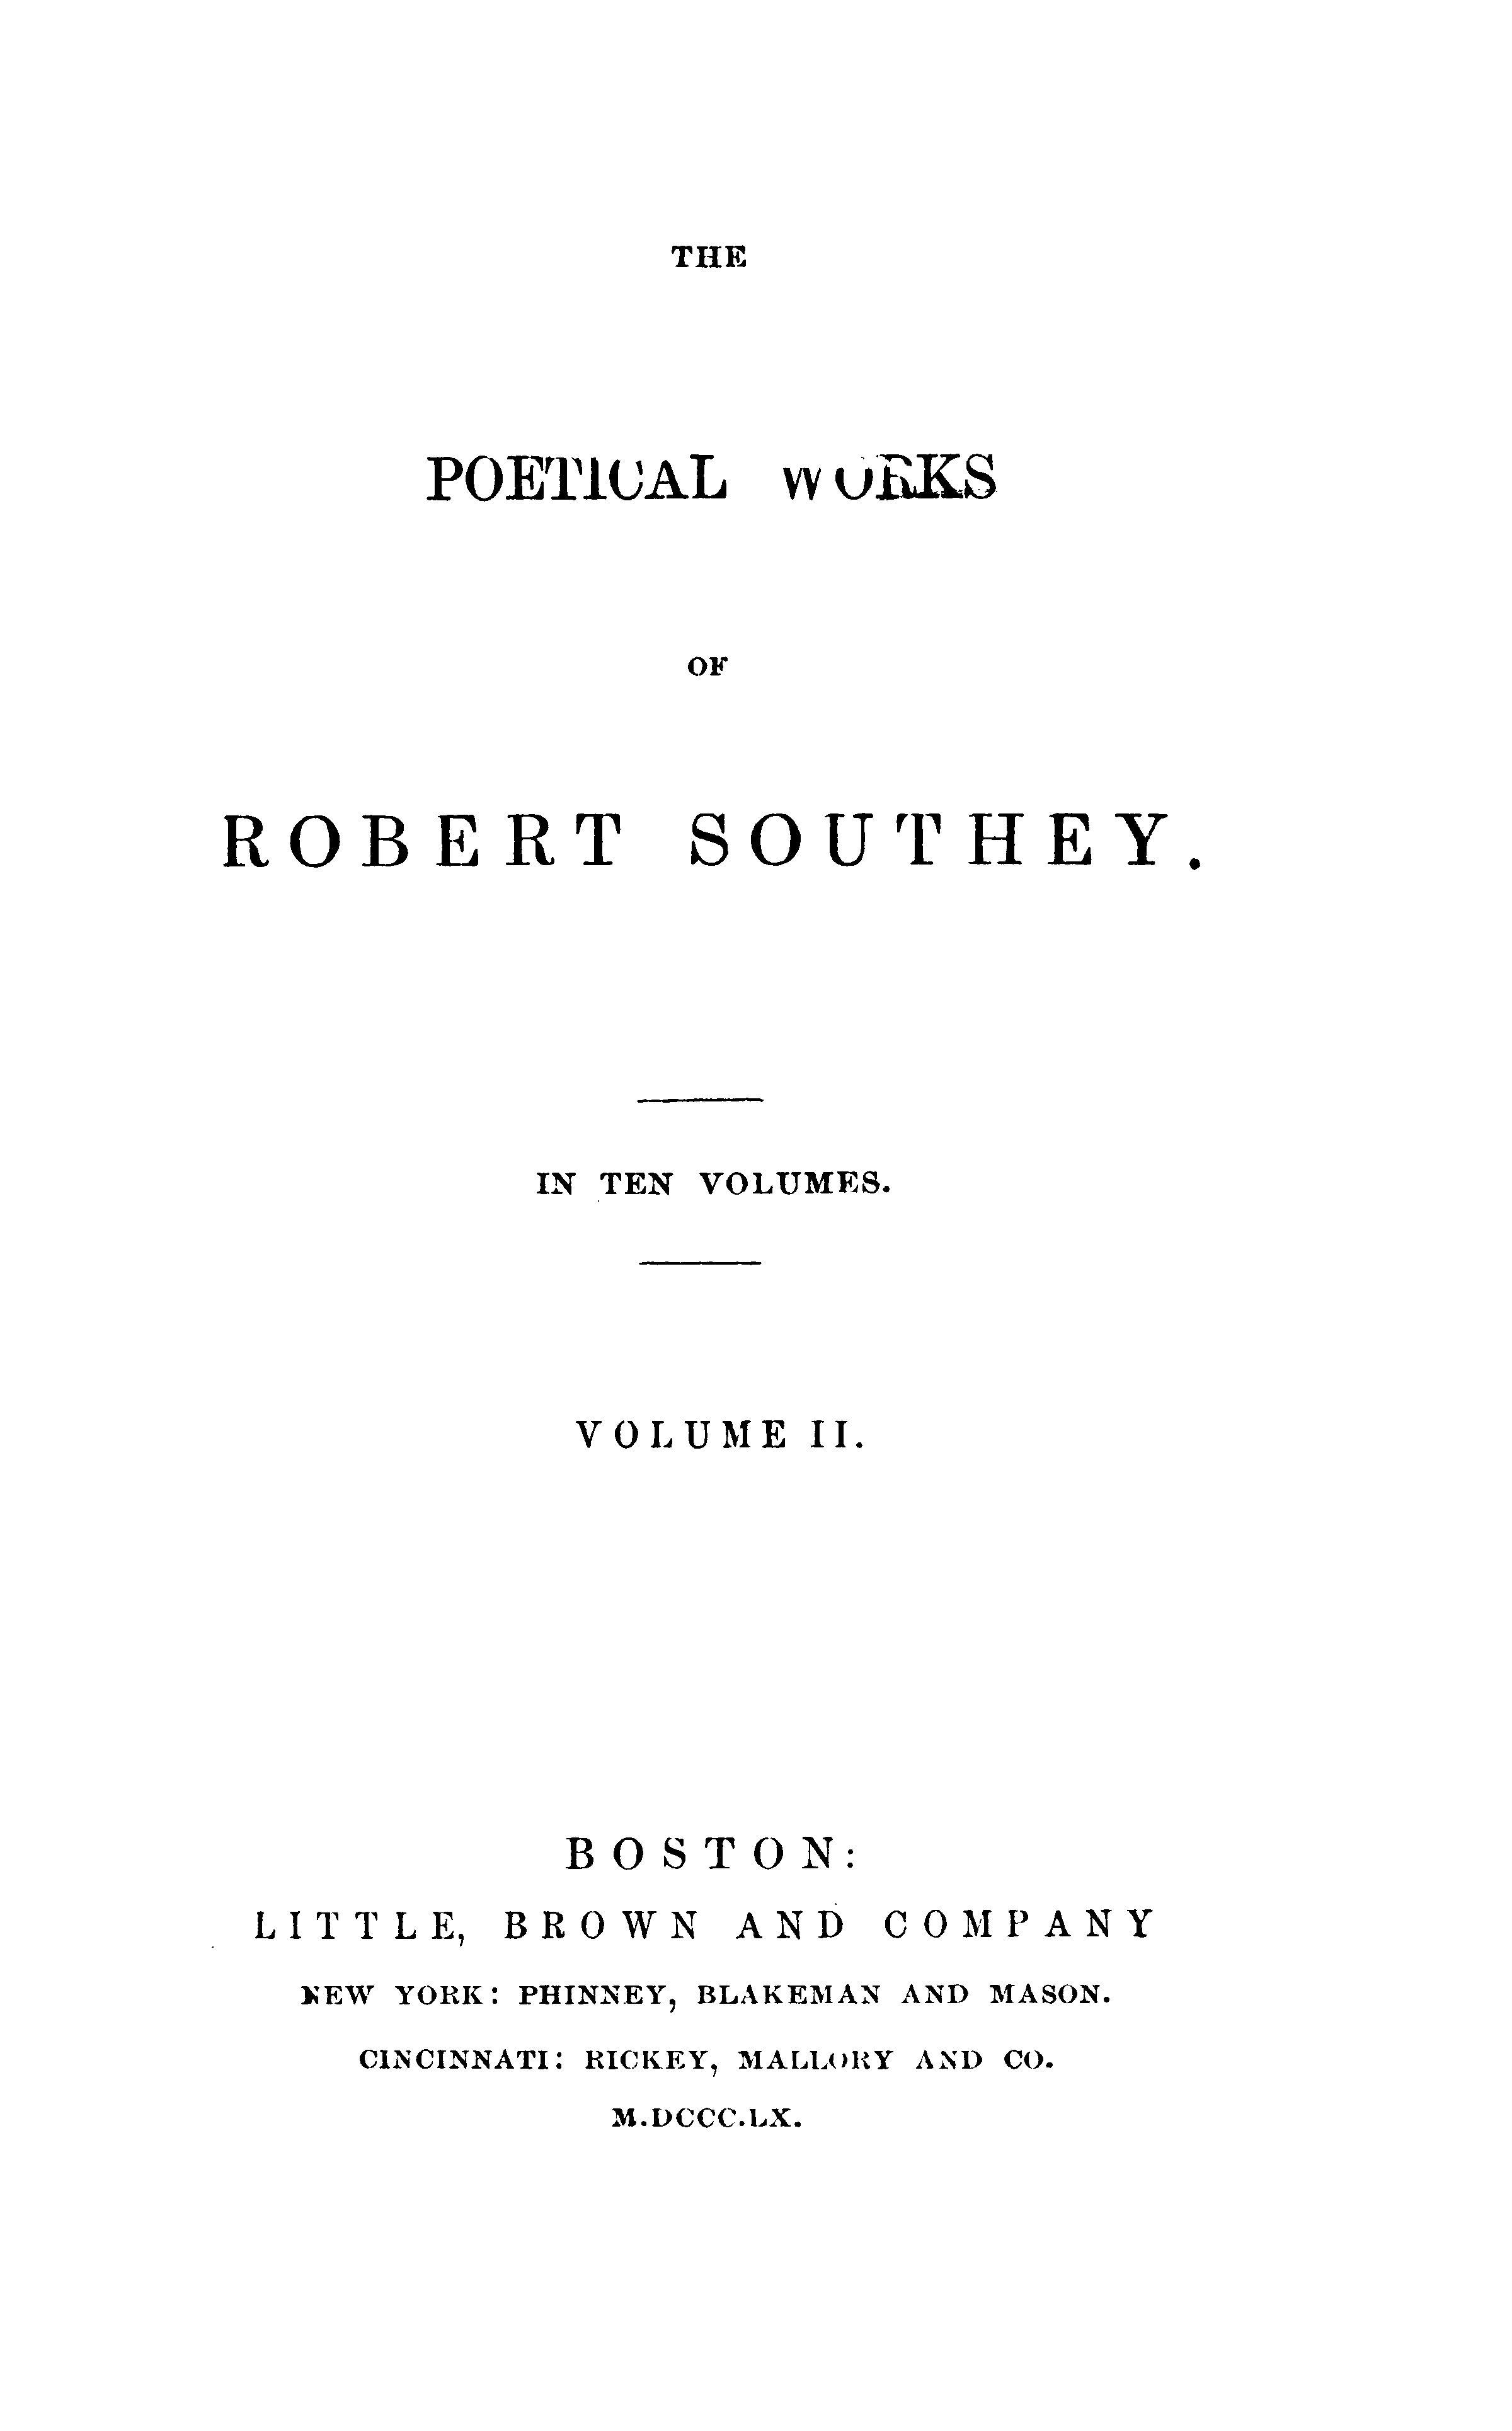 THE
POETICAL WORKS
OF
ROBERT SOUTHEY.
IN TEN VOLUMES.
VOLUME II.
BOSTON:
LITTLE, BROWN AND COMPANY
NEW YORK: PHINNEY, BLAKEMAN AND MASON.
CINCINNATI: RICKEY, MALLORY AND CO.
M.DCCC.LX.